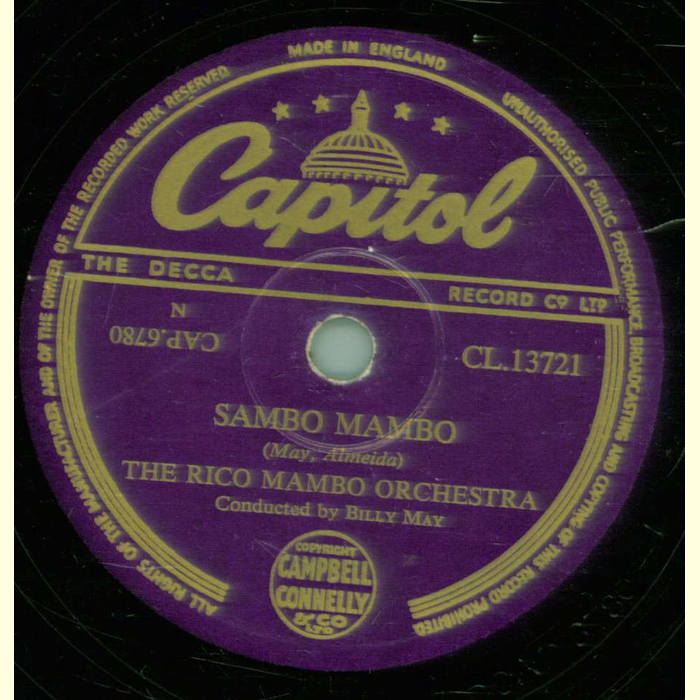 MADE IN ENGLAND
UNAUTHORISED PUBLIC PERFORMANCE, BROADCASTING AND COPYING OF THIS RECORD PROHIBITED
ALL RIGHTS OF THE MANUFACTURER AND OF THE OWNER OF THE RECORDED WORK RESERVED
Capitol
THE DECCA RECORD CO LTD
N
CAP.6780
CL.13721
SAMBO MAMBO
(May, Almeida)
THE RICO MAMBO ORCHESTRA
Conducted by BILLY MAY
COPYRIGHT
CAMPBELL
CONNELLY
& CO
LTD